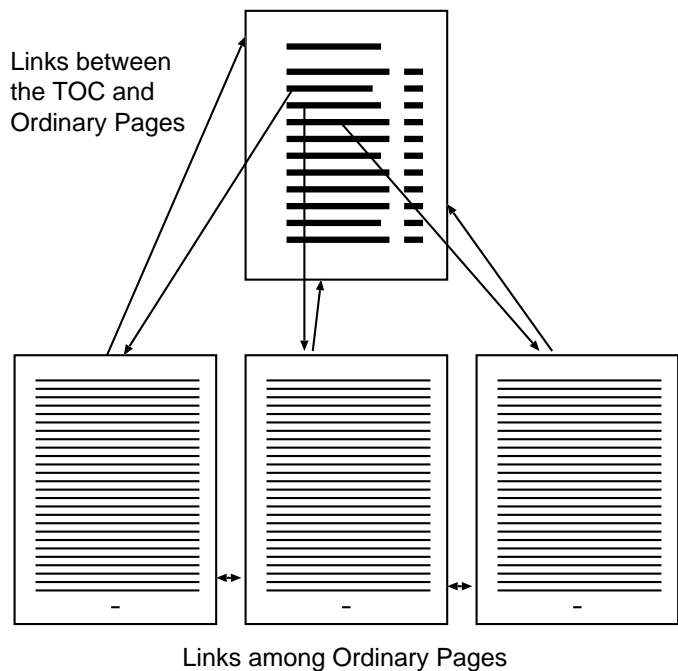 Links between
the TOC and
Ordinary Pages
Links among Ordinary Pages